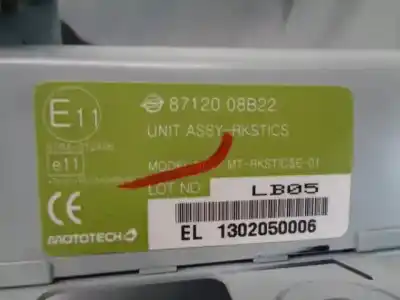 E11
87120 08B22
UNIT ASSY-RKSTICS
e11
MODEL MT-RKSTICSE-01
LOT NO
LB05
CE
MOTOTECH
EL 1302050006